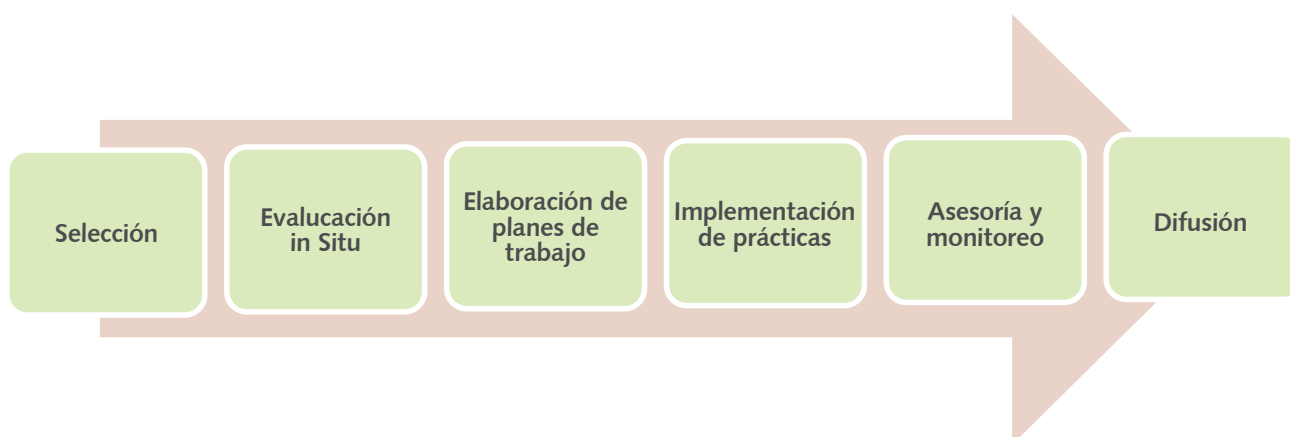 Selección
Evalucación
in Situ
Elaboración de
planes de
trabajo
Implementación
de prácticas
Asesoría y
monitoreo
Difusión